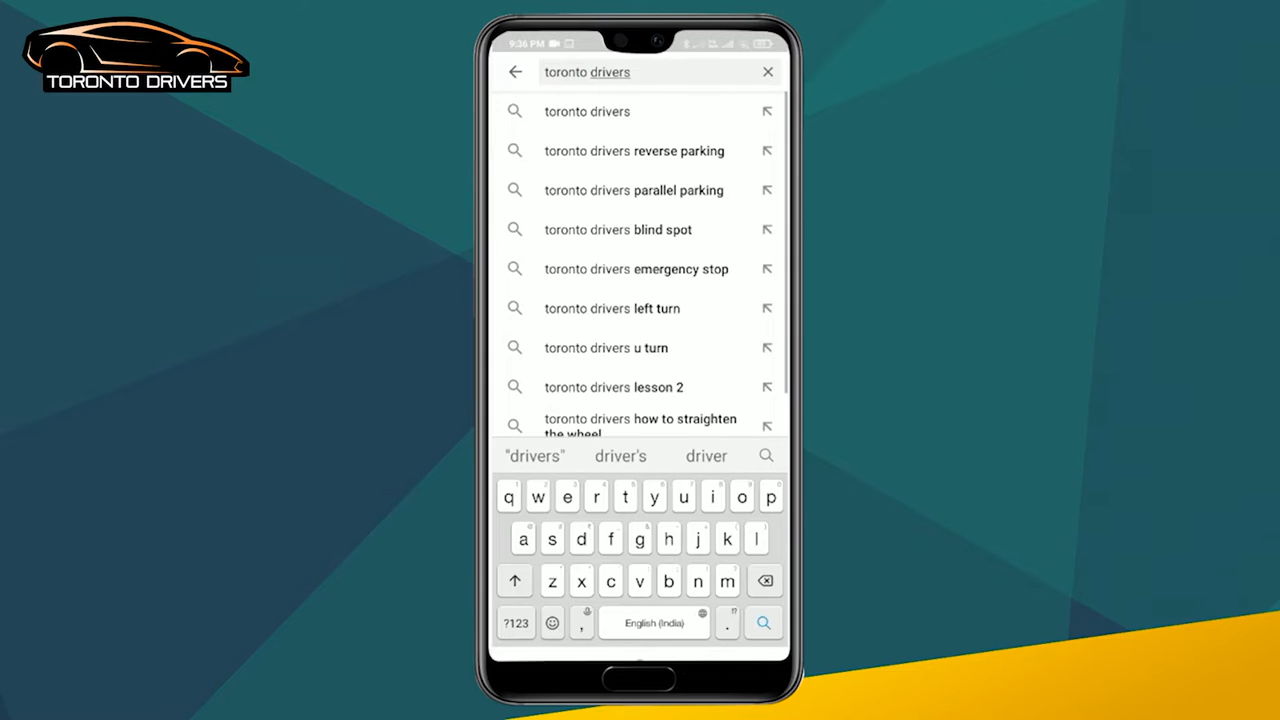 TORONTO DRIVERS
9:36 PM
toronto drivers
toronto drivers
toronto drivers reverse parking
toronto drivers parallel parking
toronto drivers blind spot
toronto drivers emergency stop
toronto drivers left turn
toronto drivers u turn
toronto drivers lesson 2
toronto drivers how to straighten
the wheel
"drivers" driver's driver
q w e r t y u i o p
a s d f g h j k l
z x c v b n m
?123 , English (India) .